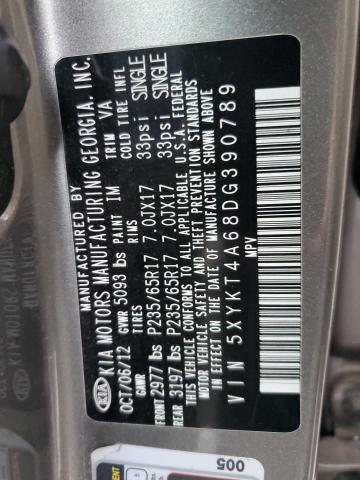 MANUFACTURED BY
KIA KIA MOTORS MANUFACTURING GEORGIA, INC.
OCT/06/12 GVWR 5093 lbs PAINT IM TRIM VA
GAWR TIRES RIMS COLD TIRE INFL
FRONT 2977 lbs P235/65R17 7.0JX17 33psi SINGLE
REAR 3197 lbs P235/65R17 7.0JX17 33psi SINGLE
THIS VEHICLE CONFORMS TO ALL APPLICABLE U.S.A. FEDERAL
MOTOR VEHICLE SAFETY AND THEFT PREVENTION STANDARDS
IN EFFECT ON THE DATE OF MANUFACTURE SHOWN ABOVE
MPV
VIN 5XYKT4A68DG390789
005